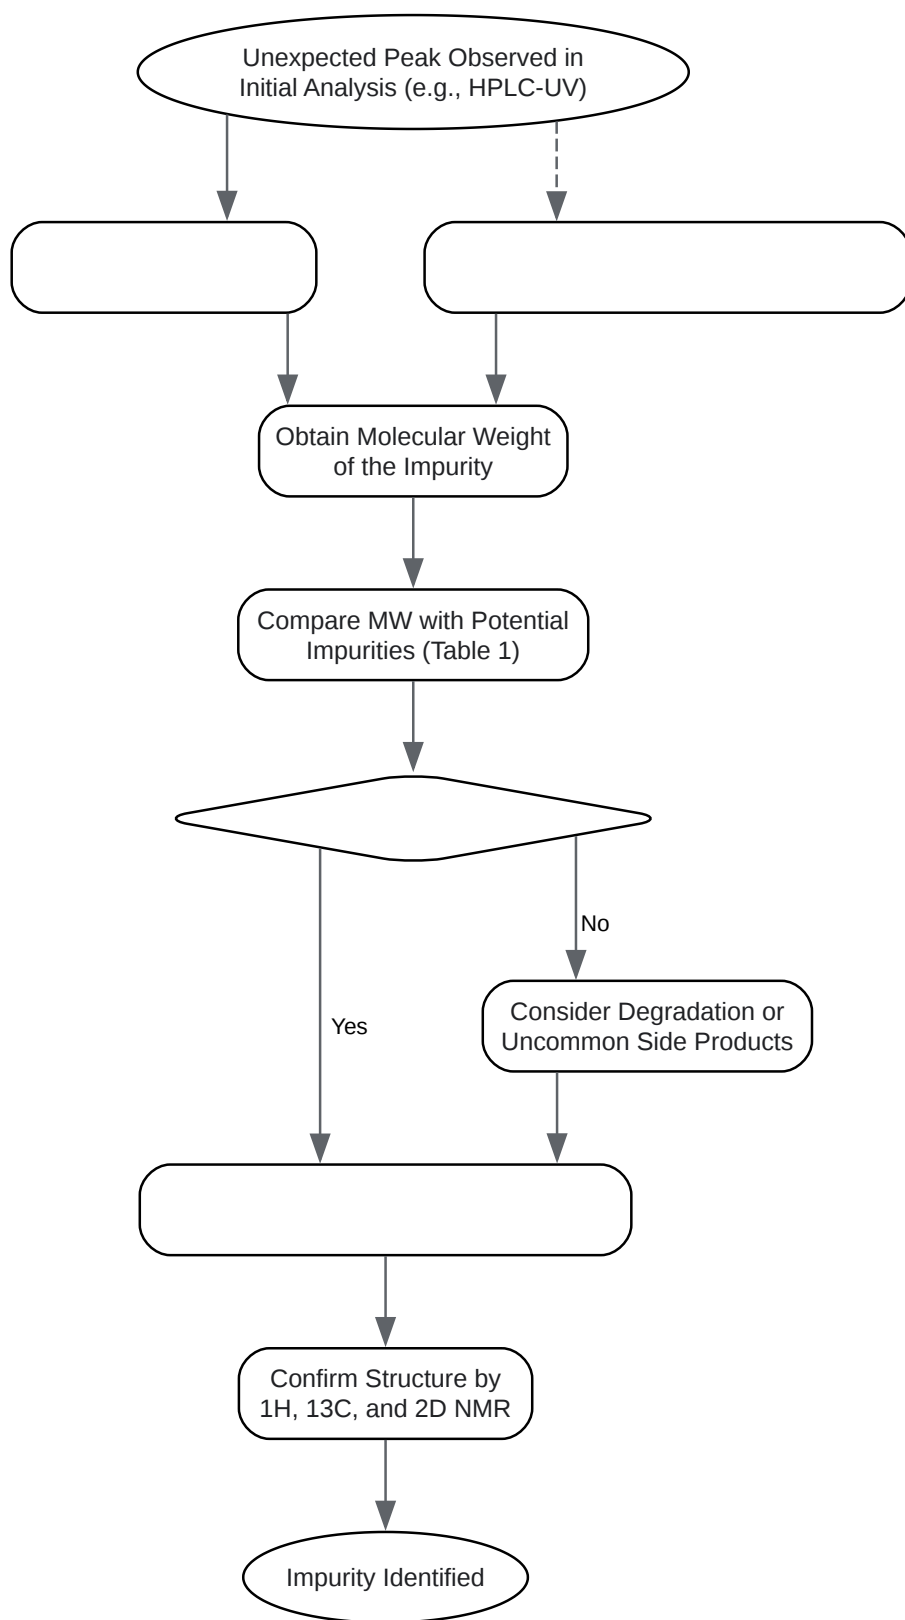 Unexpected Peak Observed in
Initial Analysis (e.g., HPLC-UV)
Obtain Molecular Weight
of the Impurity
Compare MW with Potential
Impurities (Table 1)
No
Consider Degradation or
Uncommon Side Products
Yes
Confirm Structure by
1H, 13C, and 2D NMR
Impurity Identified